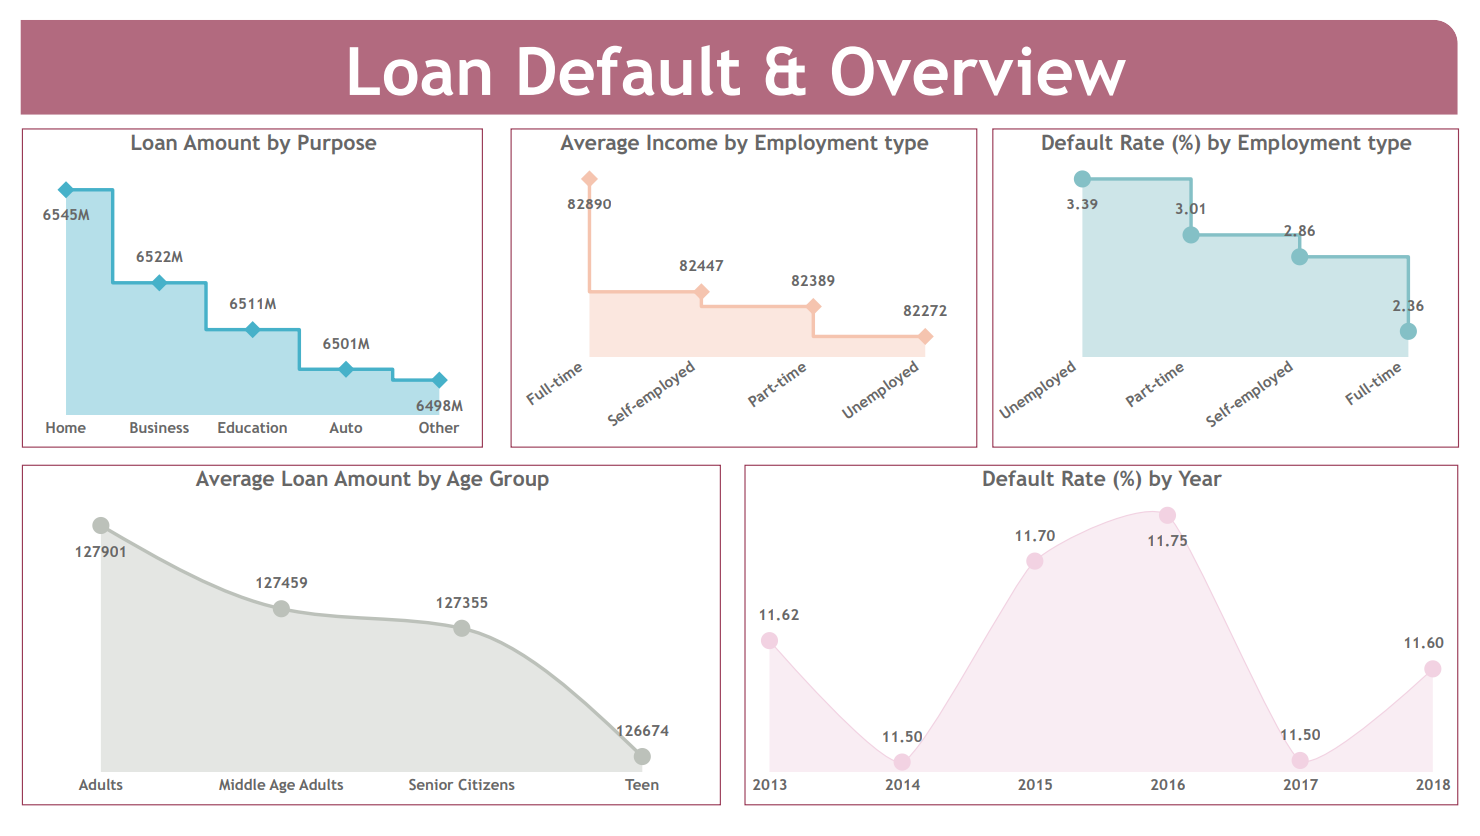 Loan Default & Overview
Loan Amount by Purpose
6545M
6522M
6511M
6501M
6498M
Home Business Education Auto Other
Average Income by Employment type
82890
82447
82389
82272
Full-time Self-employed Part-time Unemployed
Default Rate (%) by Employment type
3.39
3.01
2.86
2.36
Unemployed Part-time Self-employed Full-time
Average Loan Amount by Age Group
127901
127459
127355
126674
Adults Middle Age Adults Senior Citizens Teen
Default Rate (%) by Year
11.62
11.50
11.70
11.75
11.50
11.60
2013 2014 2015 2016 2017 2018